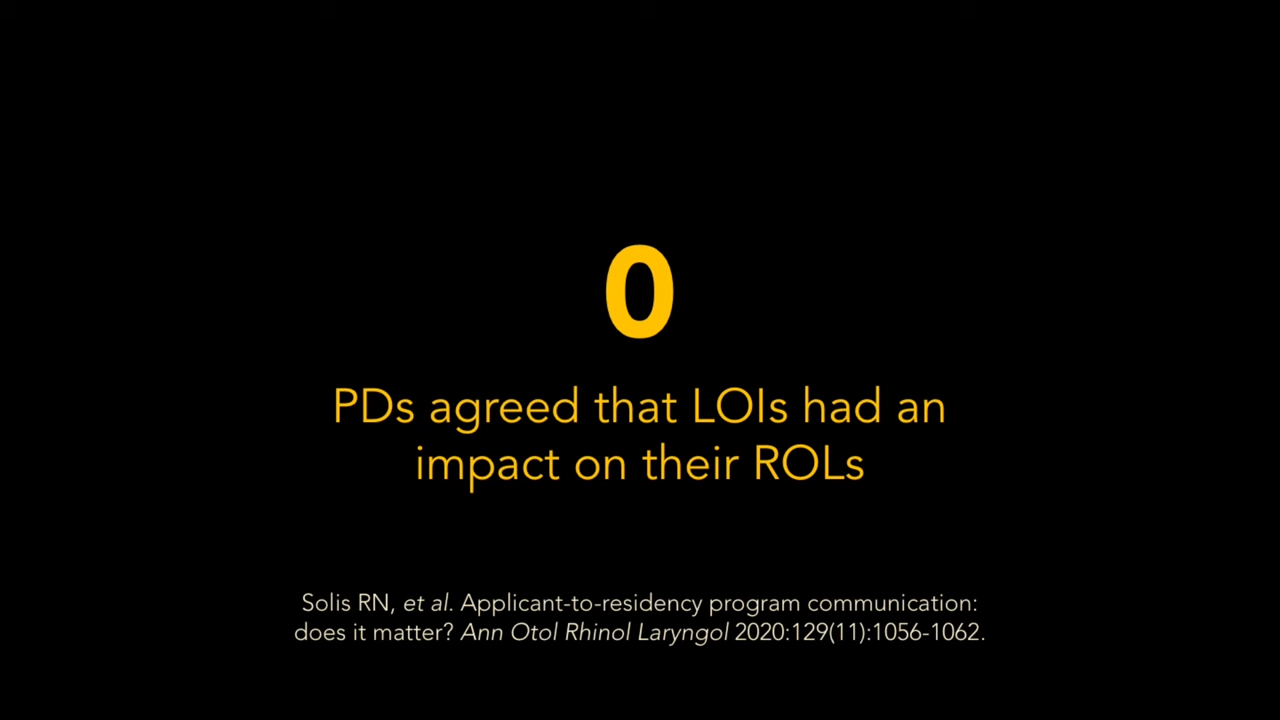 0
PDs agreed that LOIs had an
impact on their ROLs
Solis RN, et al. Applicant-to-residency program communication:
does it matter? Ann Otol Rhinol Laryngol 2020:129(11):1056-1062.